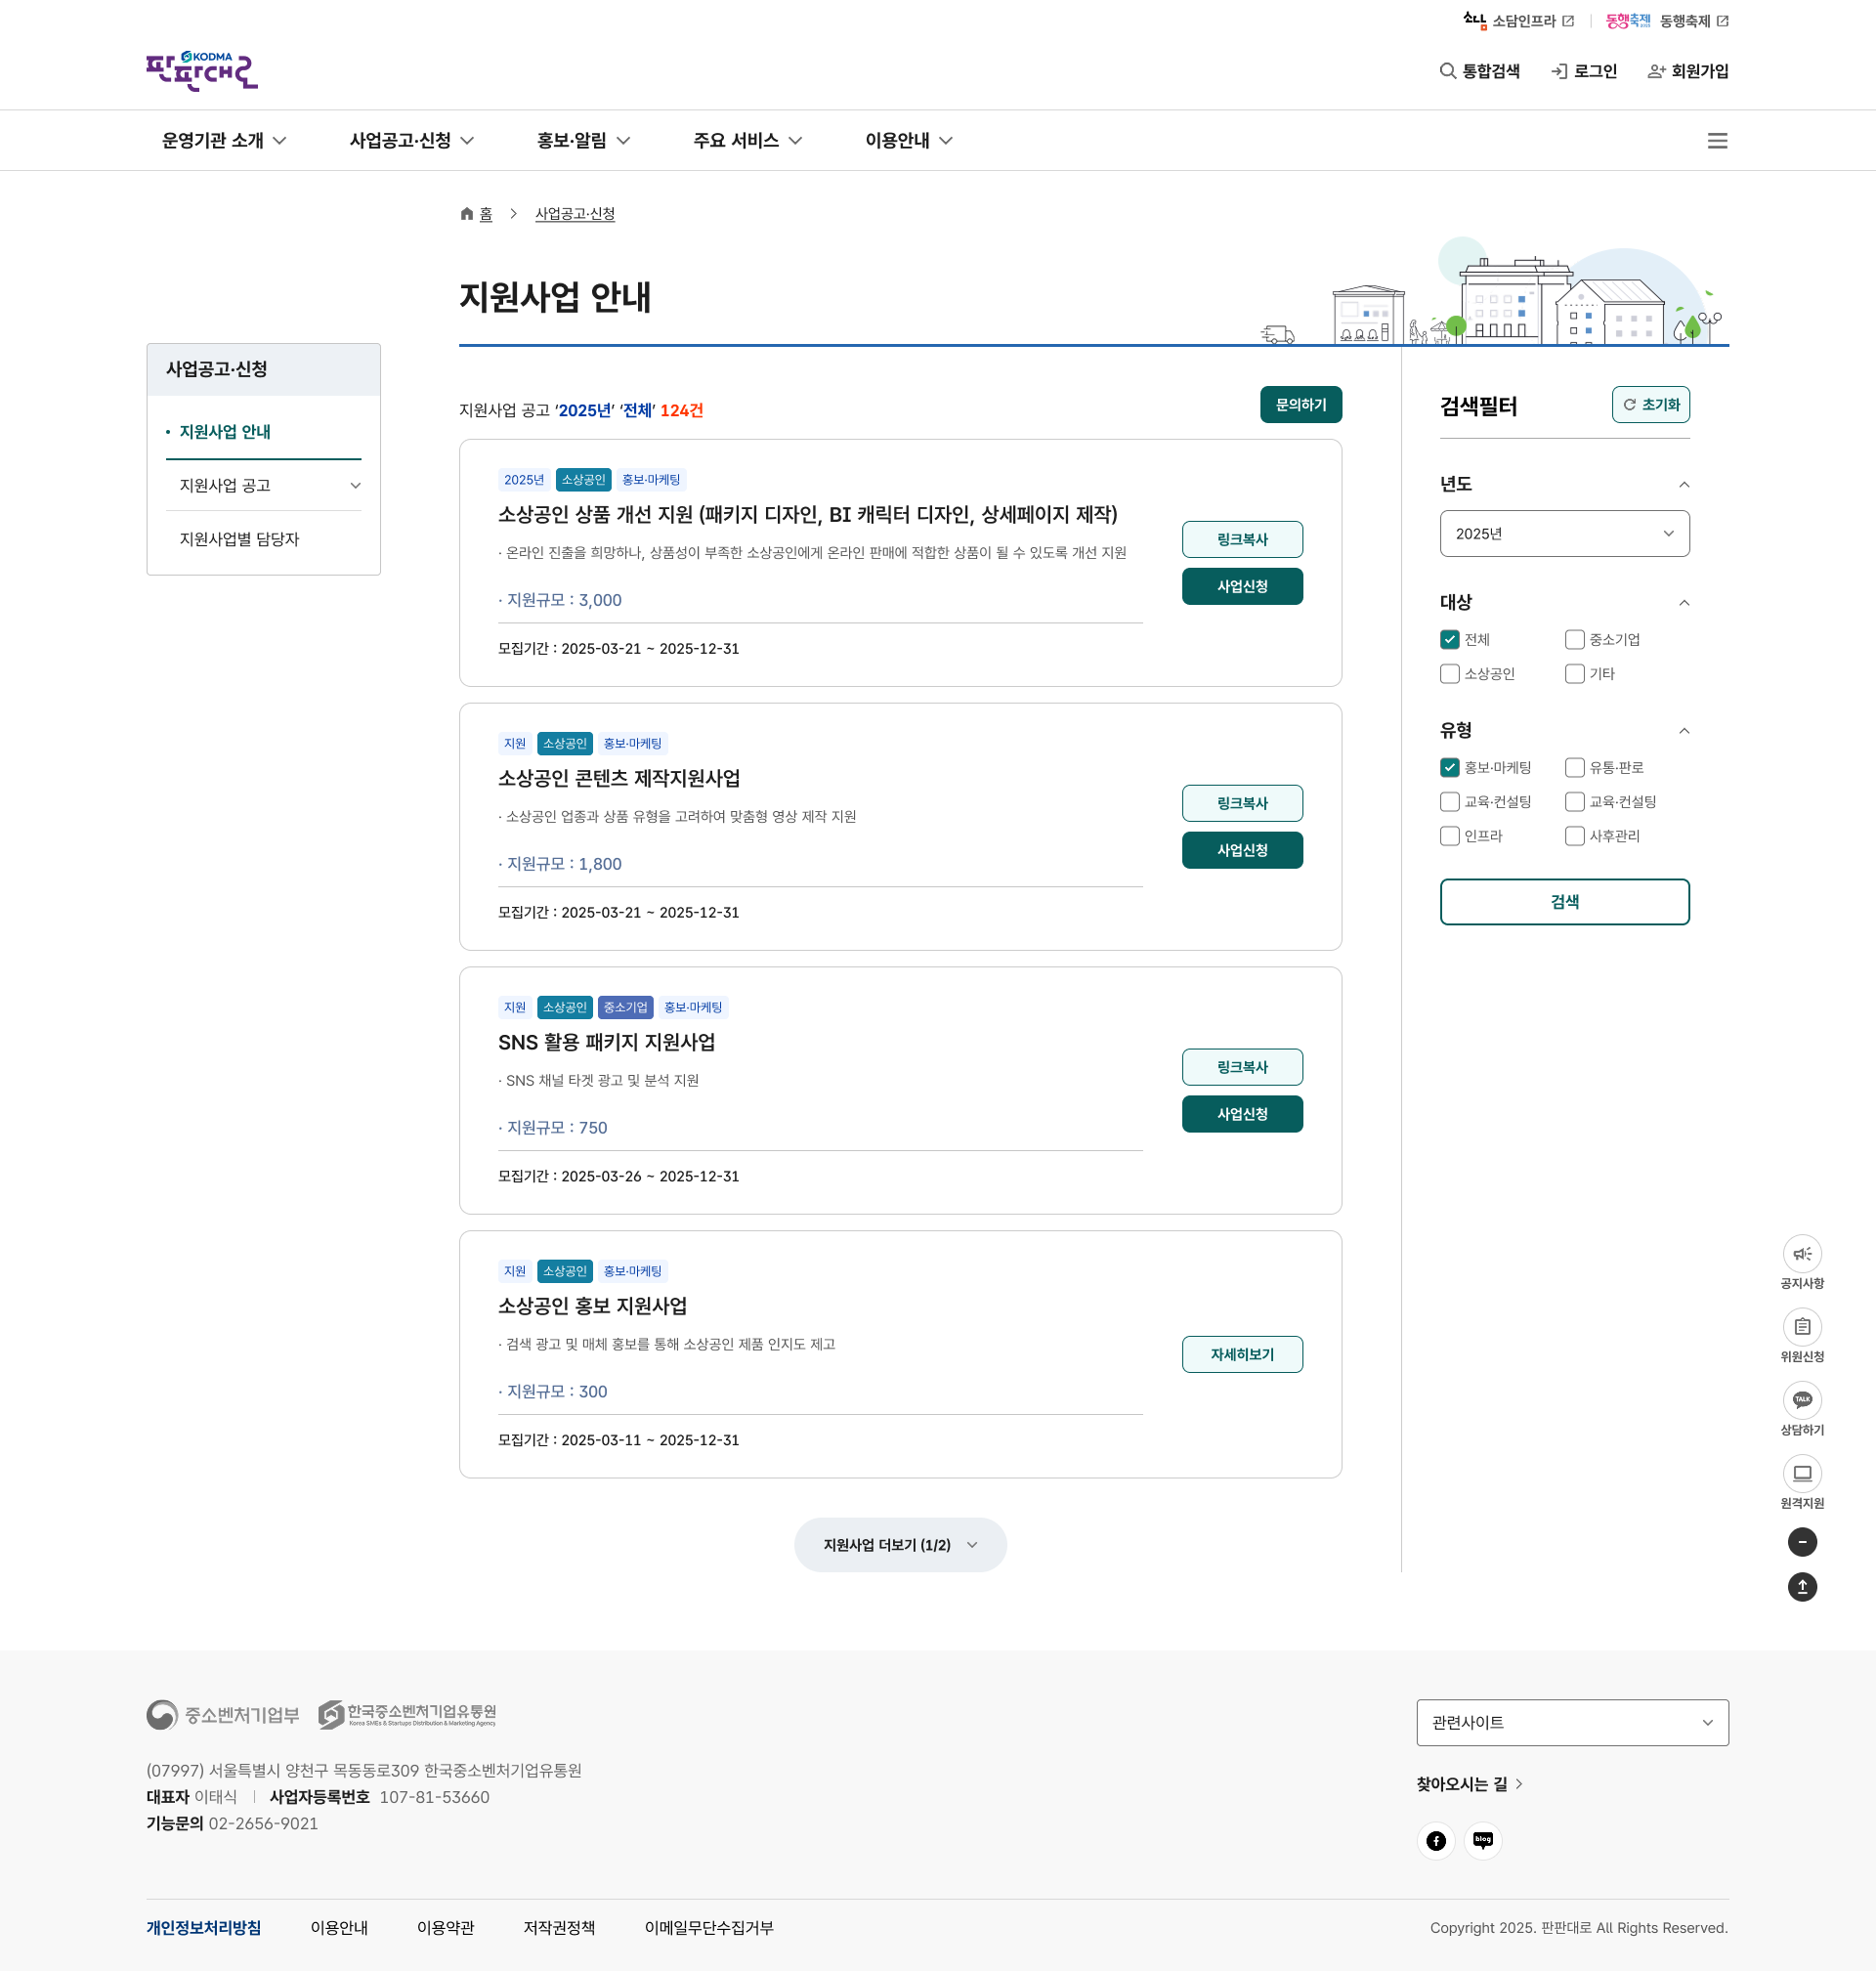 소담
소담인프라
동행축제
동행축제
KODMA
판판대로
통합검색
로그인
회원가입
운영기관 소개
사업공고·신청
홍보·알림
주요 서비스
이용안내
홈
사업공고·신청
지원사업 안내
사업공고·신청
지원사업 안내
지원사업 공고
지원사업별 담당자
지원사업 공고 ‘2025년’ ‘전체’ 124건
문의하기
2025년 소상공인 홍보·마케팅
소상공인 상품 개선 지원 (패키지 디자인, BI 캐릭터 디자인, 상세페이지 제작)
· 온라인 진출을 희망하나, 상품성이 부족한 소상공인에게 온라인 판매에 적합한 상품이 될 수 있도록 개선 지원
· 지원규모 : 3,000
모집기간 : 2025-03-21 ~ 2025-12-31
링크복사
사업신청
지원 소상공인 홍보·마케팅
소상공인 콘텐츠 제작지원사업
· 소상공인 업종과 상품 유형을 고려하여 맞춤형 영상 제작 지원
· 지원규모 : 1,800
모집기간 : 2025-03-21 ~ 2025-12-31
링크복사
사업신청
지원 소상공인 중소기업 홍보·마케팅
SNS 활용 패키지 지원사업
· SNS 채널 타겟 광고 및 분석 지원
· 지원규모 : 750
모집기간 : 2025-03-26 ~ 2025-12-31
링크복사
사업신청
지원 소상공인 홍보·마케팅
소상공인 홍보 지원사업
· 검색 광고 및 매체 홍보를 통해 소상공인 제품 인지도 제고
· 지원규모 : 300
모집기간 : 2025-03-11 ~ 2025-12-31
자세히보기
지원사업 더보기 (1/2)
검색필터
초기화
년도
2025년
대상
전체 중소기업
소상공인 기타
유형
홍보·마케팅 유통·판로
교육·컨설팅 교육·컨설팅
인프라 사후관리
검색
공지사항
위원신청
TALK
상담하기
원격지원
중소벤처기업부
한국중소벤처기업유통원
Korea SMEs & Startups Distribution & Marketing Agency
(07997) 서울특별시 양천구 목동동로309 한국중소벤처기업유통원
대표자 이태식 사업자등록번호 107-81-53660
기능문의 02-2656-9021
관련사이트
찾아오시는 길
blog
개인정보처리방침
이용안내
이용약관
저작권정책
이메일무단수집거부
Copyright 2025. 판판대로 All Rights Reserved.